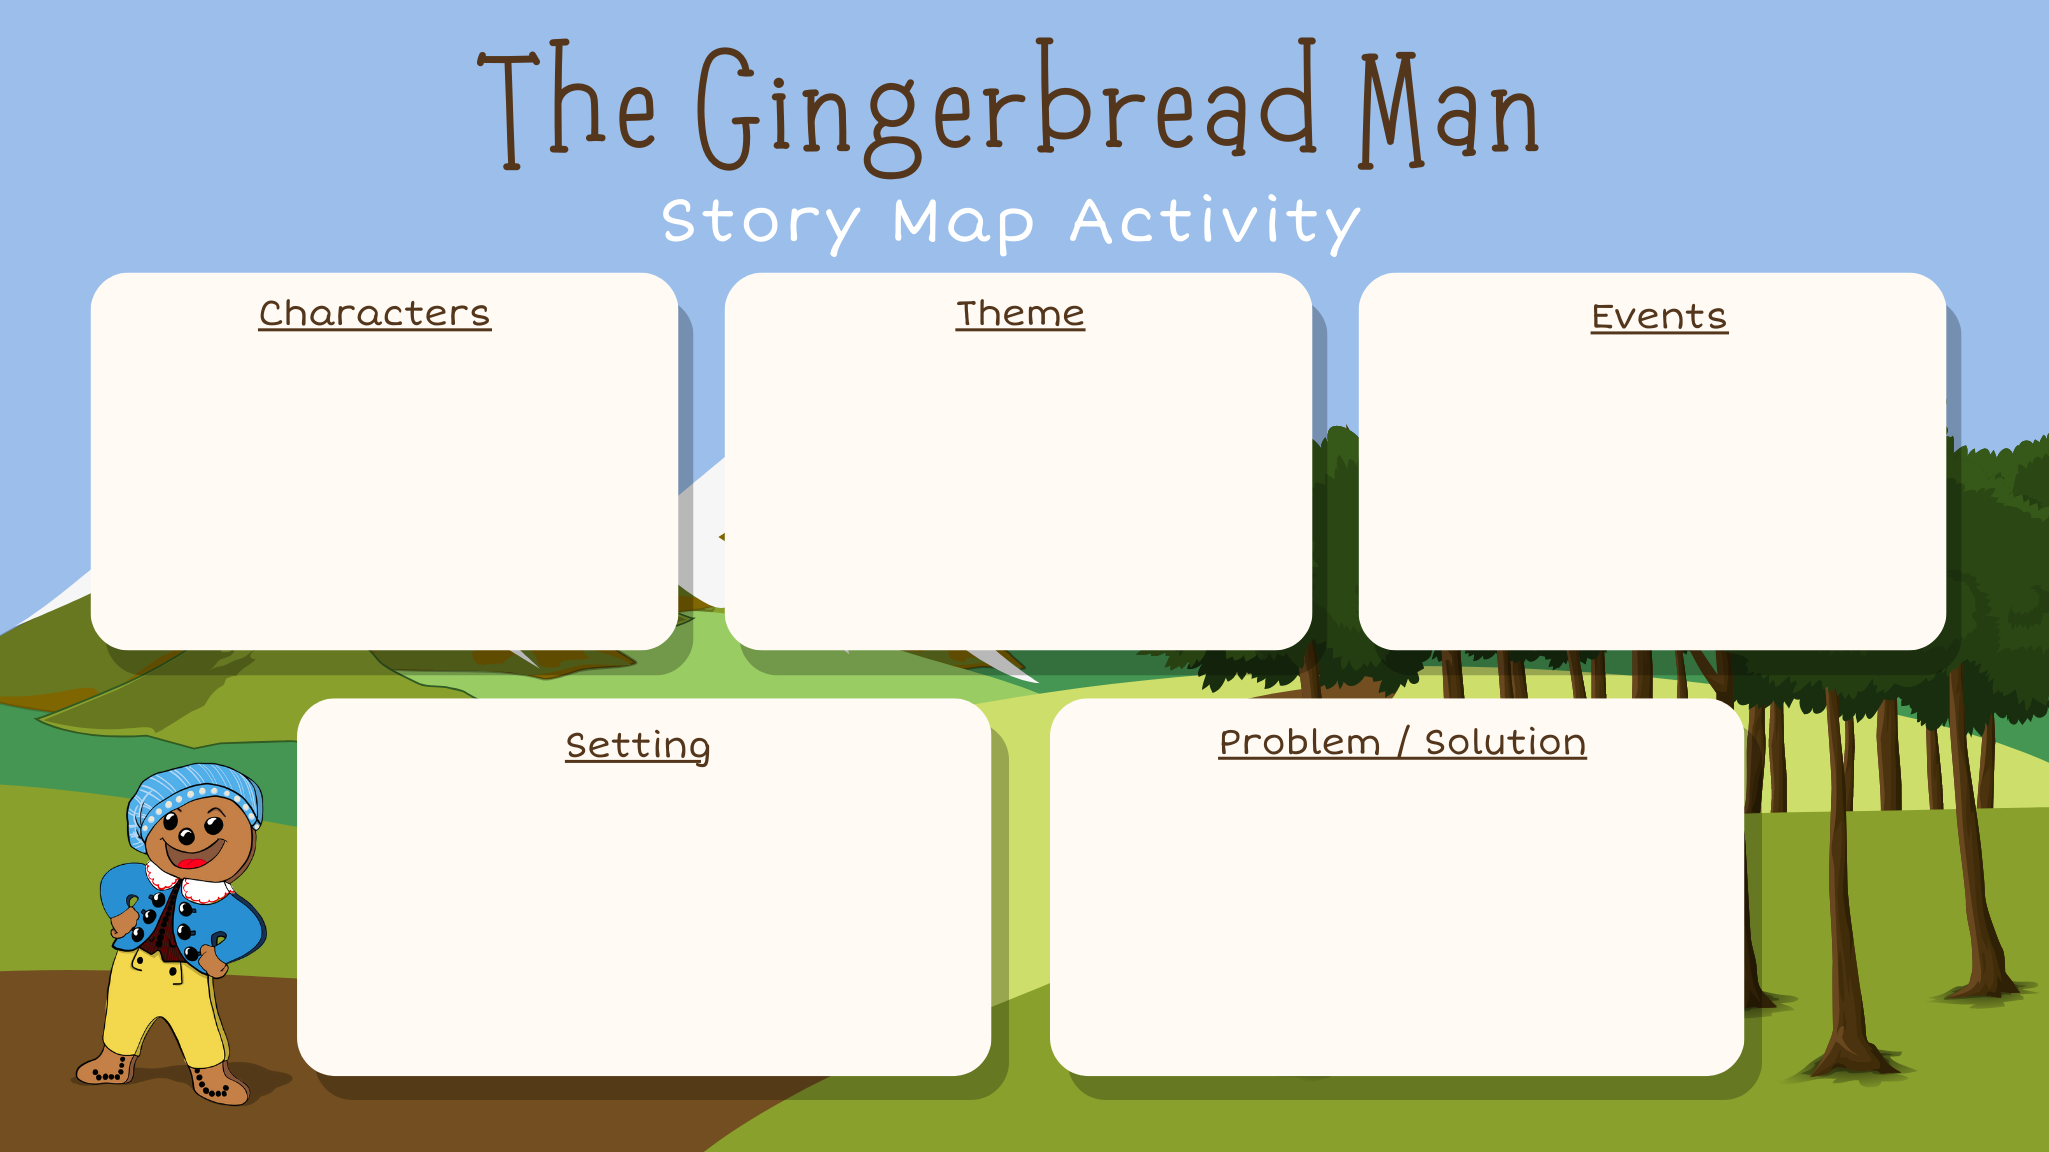 The Gingerbread Man
Story Map Activity
Characters
Theme
Events
Setting
Problem / Solution